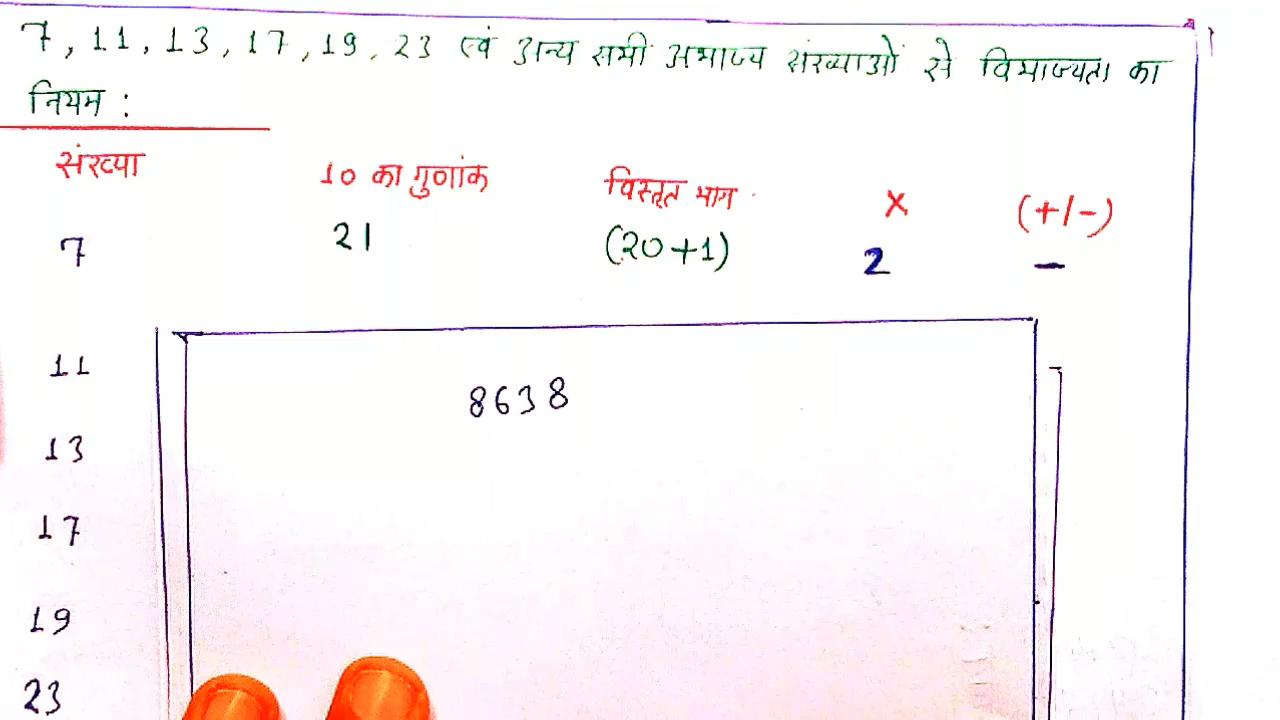 7, 11, 13, 17, 19, 23 एवं अन्य सभी अभाज्य संख्याओं से विभाज्यता का
नियम :
संख्या 10 का गुणांक विस्तृत भाग × (+/-)
7 21 (20+1) 2 −
11
8638
13
17
19
23